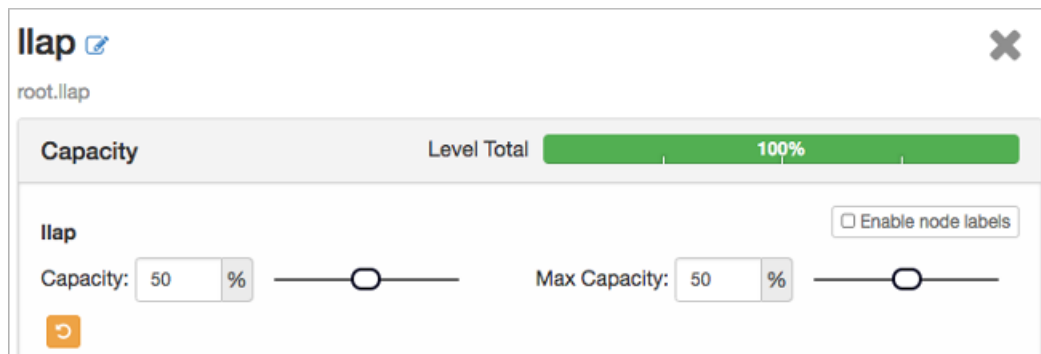 llap
root.llap
Capacity Level Total 100%
Enable node labels
llap
Capacity: 50 % Max Capacity: 50 %